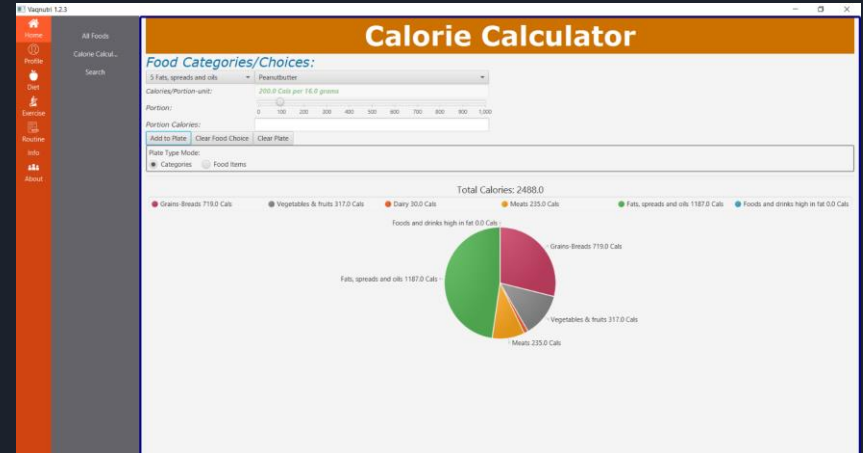 Vaqnutri 1.2.3
Home
Profile
Diet
Exercise
Routine
Info
About
All Foods
Calorie Calcul...
Search
Calorie Calculator
Food Categories/Choices:
5 Fats, spreads and oils Peanutbutter
Calories/Portion-unit: 200.0 Cals per 16.0 grams
Portion:
0 100 200 300 400 500 600 700 800 900 1,000
Portion Calories:
Add to Plate Clear Food Choice Clear Plate
Plate Type Mode:
Categories Food Items
Total Calories: 2488.0
Grains-Breads 719.0 Cals Vegetables & fruits 317.0 Cals Dairy 30.0 Cals Meats 235.0 Cals Fats, spreads and oils 1187.0 Cals Foods and drinks high in fat 0.0 Cals
Foods and drinks high in fat 0.0 Cals
Grains-Breads 719.0 Cals
Fats, spreads and oils 1187.0 Cals
Vegetables & fruits 317.0 Cals
Meats 235.0 Cals